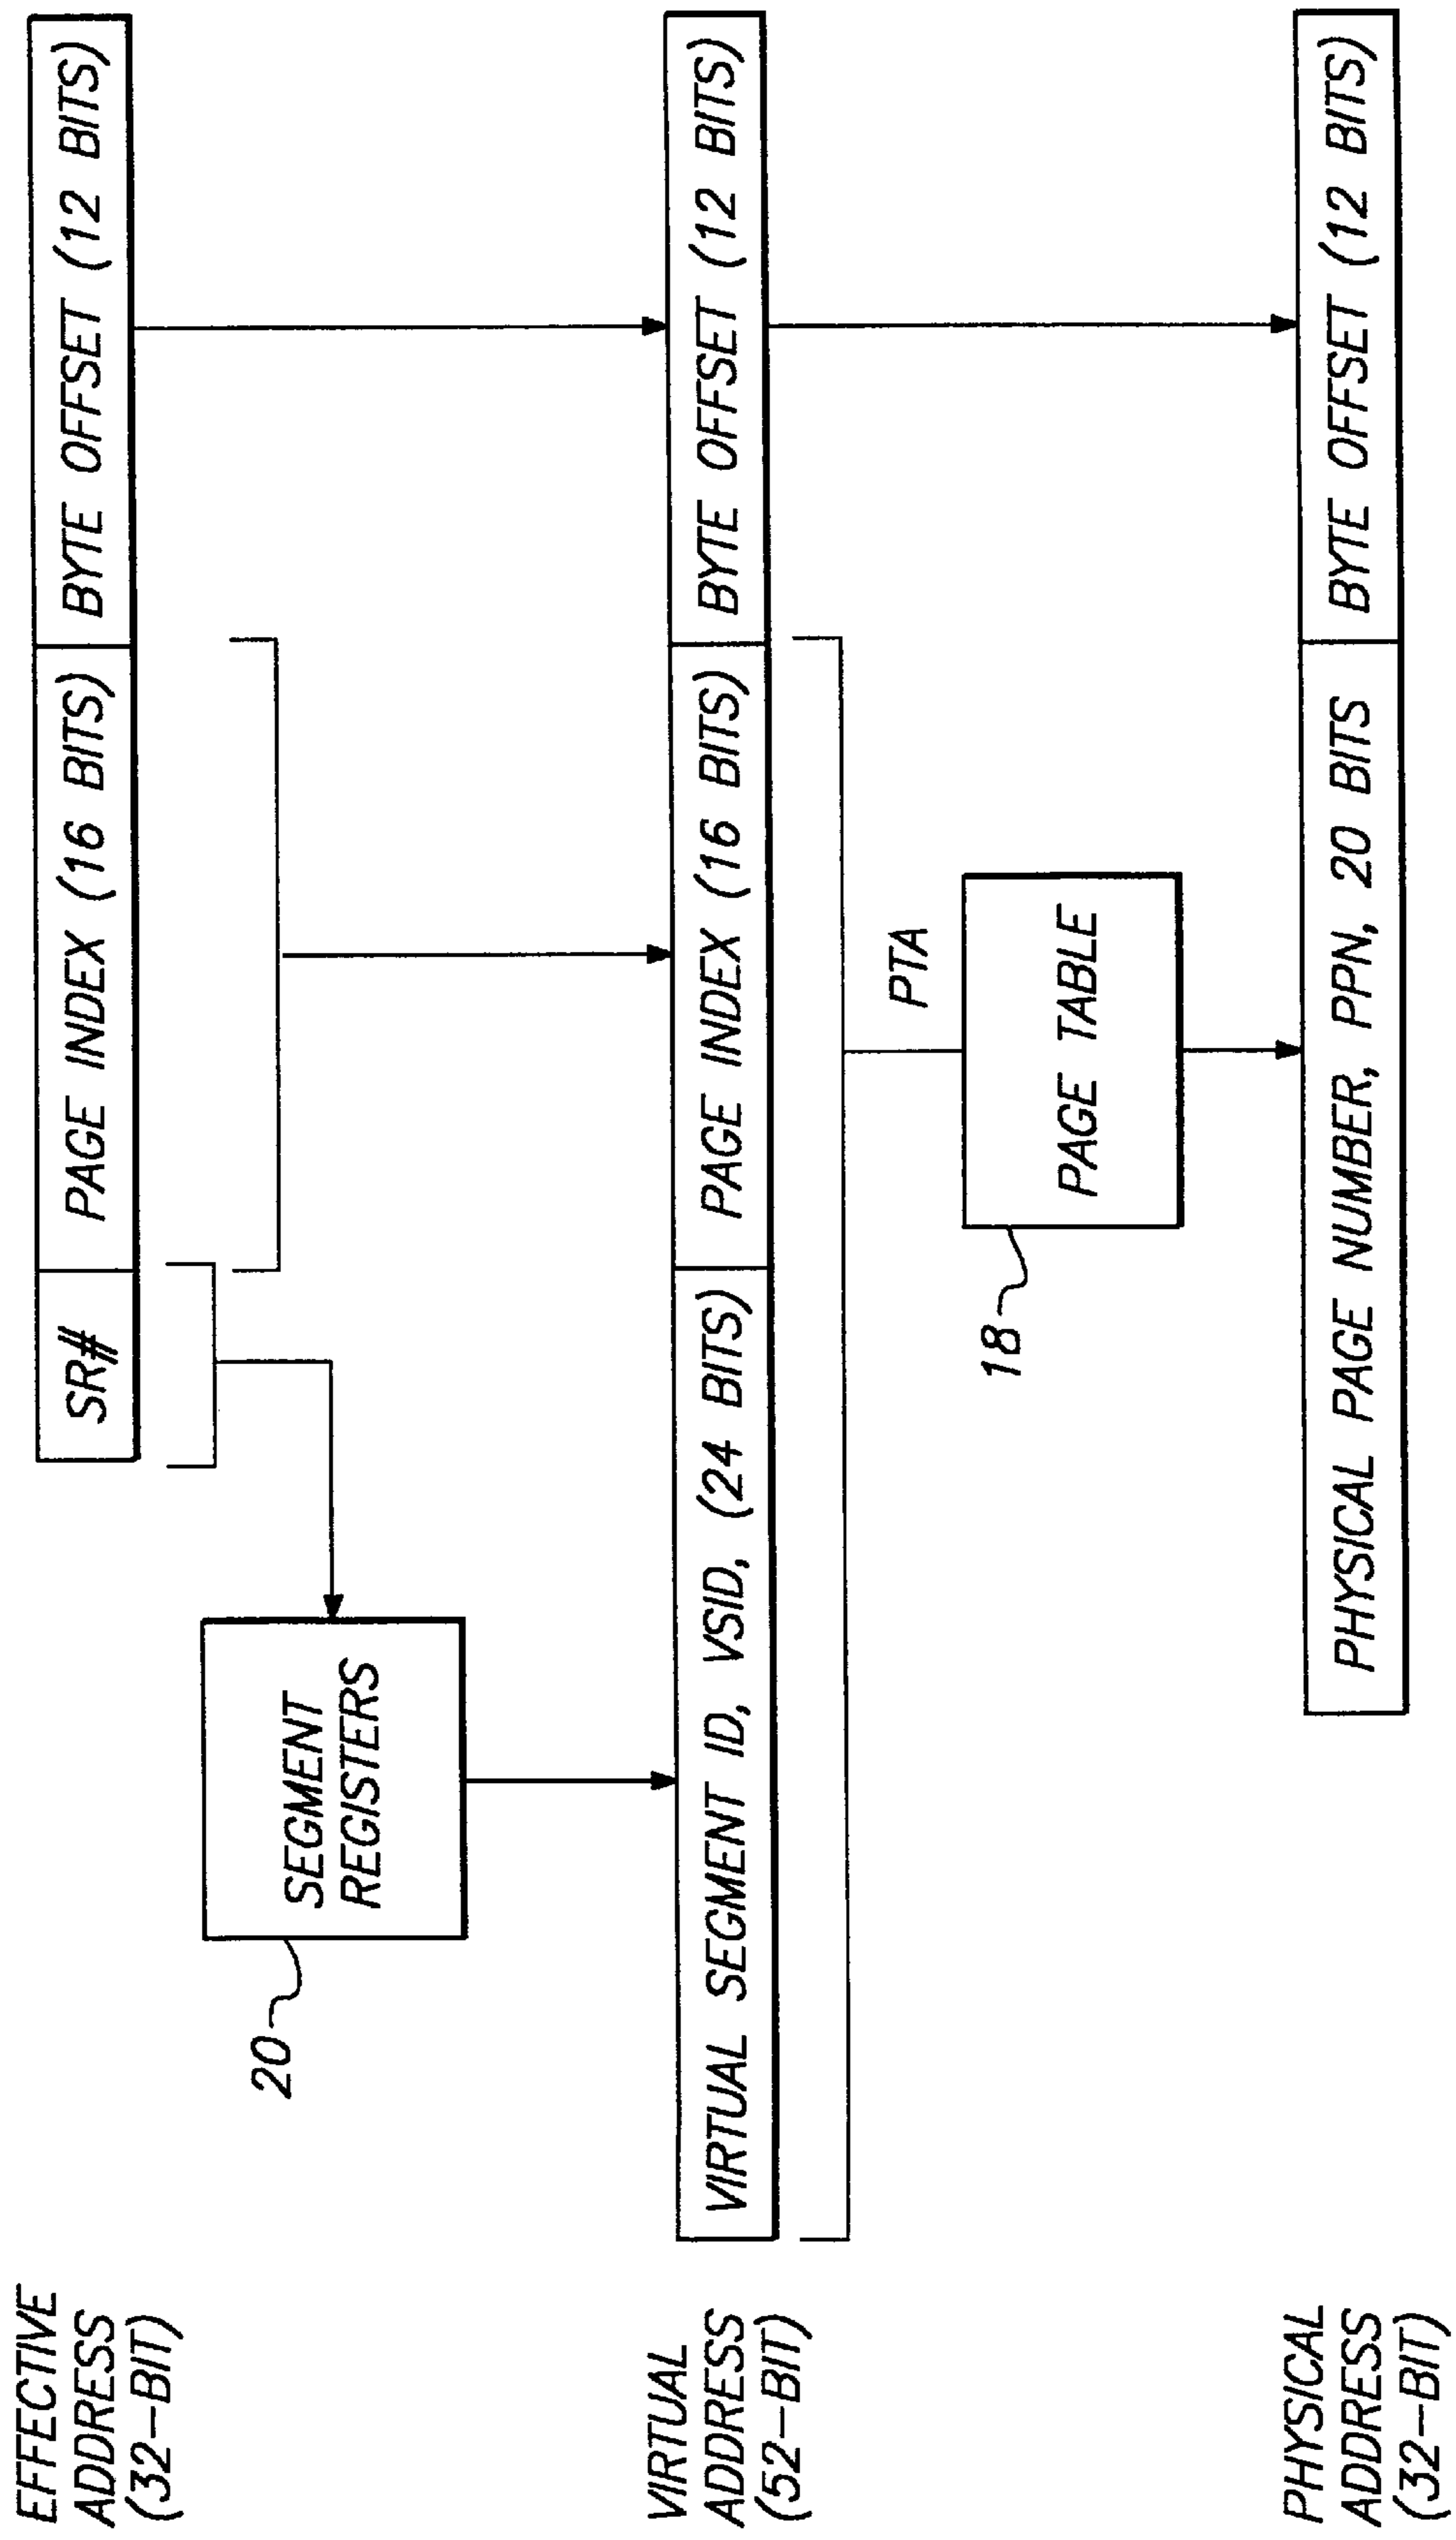 EFFECTIVE
ADDRESS
(32-BIT)
SR#
PAGE INDEX (16 BITS)
BYTE OFFSET (12 BITS)
20
SEGMENT
REGISTERS
VIRTUAL
ADDRESS
(52-BIT)
VIRTUAL SEGMENT ID, VSID, (24 BITS)
PAGE INDEX (16 BITS)
BYTE OFFSET (12 BITS)
PTA
18
PAGE TABLE
PHYSICAL
ADDRESS
(32-BIT)
PHYSICAL PAGE NUMBER, PPN, 20 BITS
BYTE OFFSET (12 BITS)